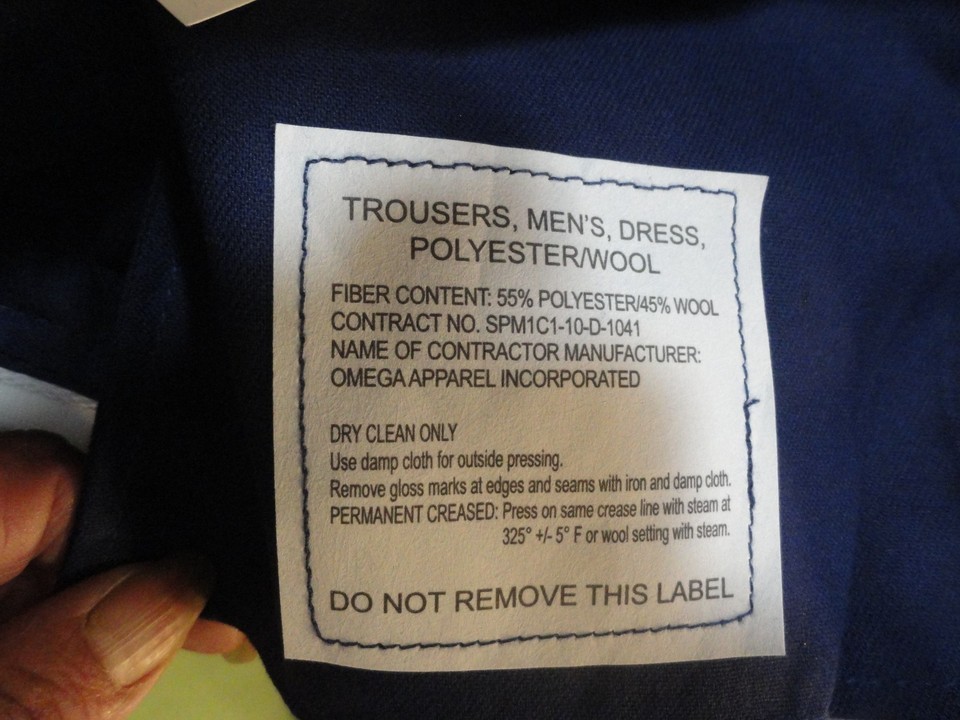 TROUSERS, MEN'S, DRESS,
POLYESTER/WOOL
FIBER CONTENT: 55% POLYESTER/45% WOOL
CONTRACT NO. SPM1C1-10-D-1041
NAME OF CONTRACTOR MANUFACTURER:
OMEGA APPAREL INCORPORATED
DRY CLEAN ONLY
Use damp cloth for outside pressing.
Remove gloss marks at edges and seams with iron and damp cloth.
PERMANENT CREASED: Press on same crease line with steam at
325° +/- 5° F or wool setting with steam.
DO NOT REMOVE THIS LABEL